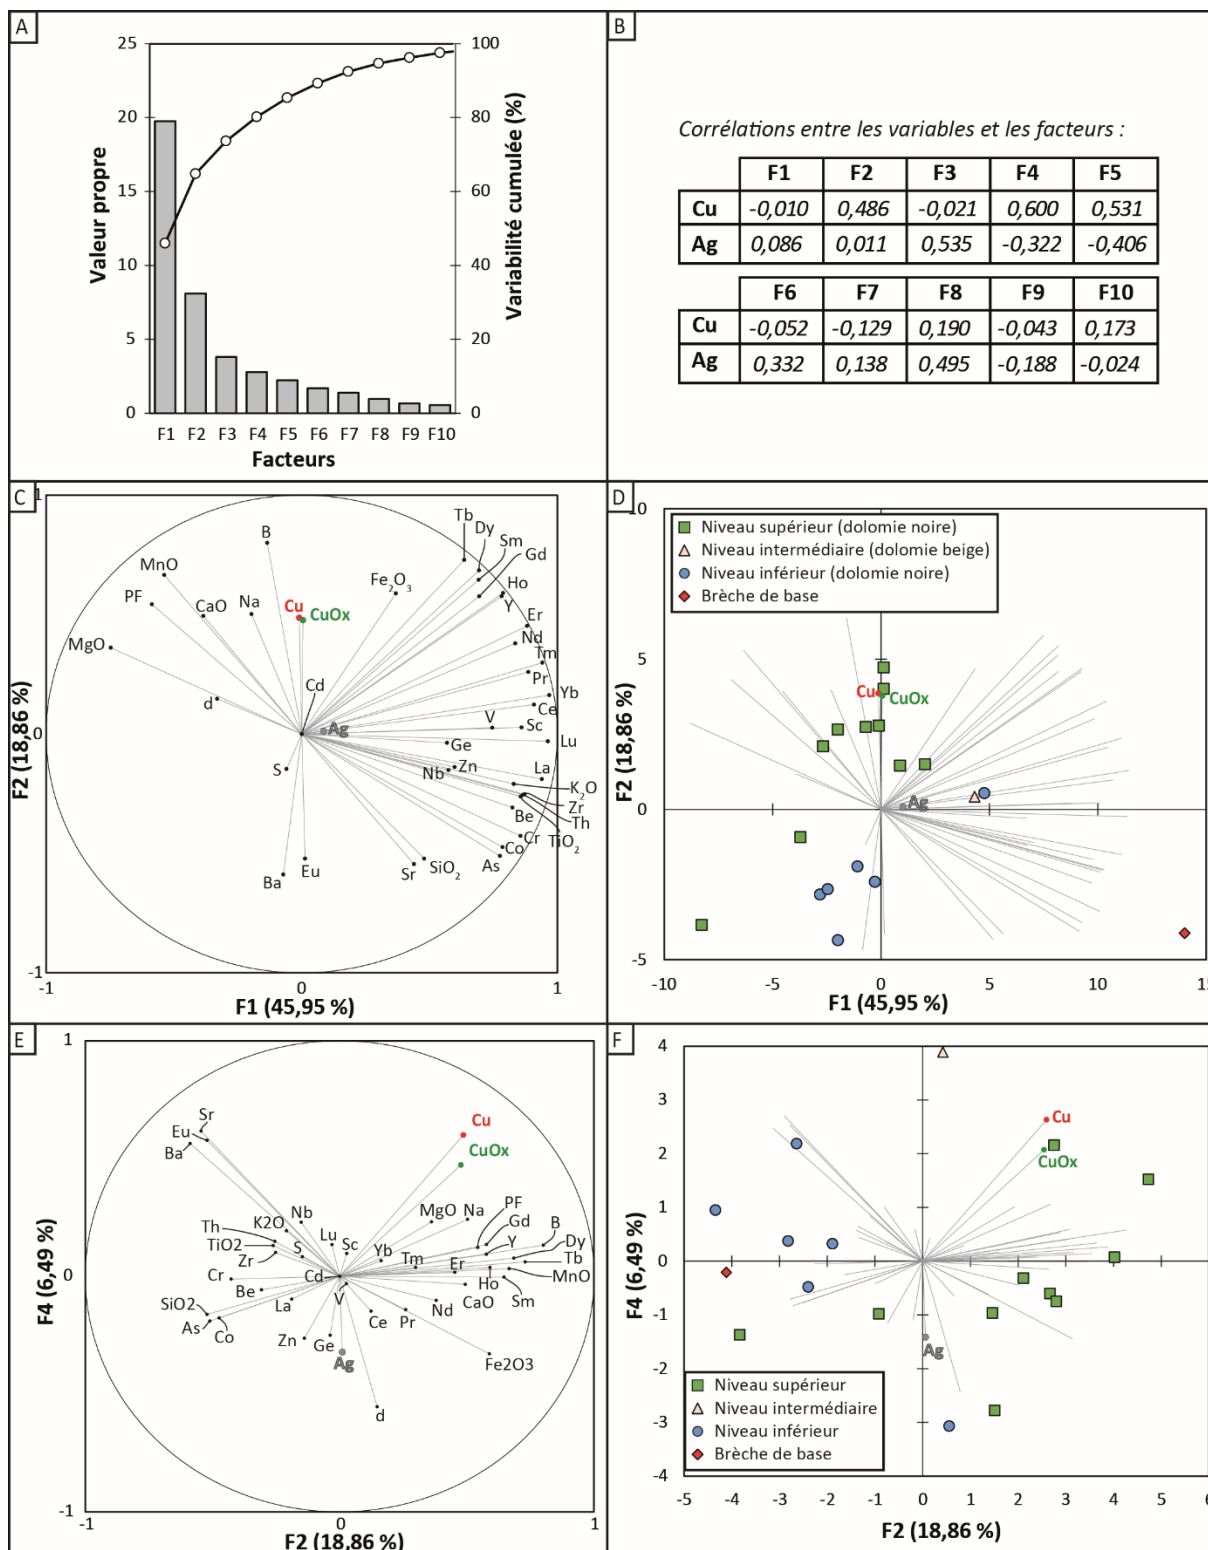 A
25
20
15
10
5
0
Valeur propre
100
80
60
40
20
0
Variabilité cumulée (%)
F1 F2 F3 F4 F5 F6 F7 F8 F9 F10
Facteurs
B
Corrélations entre les variables et les facteurs :
F1 F2 F3 F4 F5
Cu -0,010 0,486 -0,021 0,600 0,531
Ag 0,086 0,011 0,535 -0,322 -0,406
F6 F7 F8 F9 F10
Cu -0,052 -0,129 0,190 -0,043 0,173
Ag 0,332 0,138 0,495 -0,188 -0,024
C
1
Tb
Dy
Sm
Gd
B
MnO
Fe₂O₃
Ho
PF
CaO
Na
Cu
CuOx
Y
Er
Nd
MgO
Tm
Pr
d
Cd
Yb
Ce
V
Sc
0
Ag
Lu
Ge
S
Nb
Zn
La
K₂O
Zr
Be
Th
TiO₂
Cr
Co
As
SiO₂
Sr
Eu
Ba
-1
-1 0 1
F2 (18,86 %)
F1 (45,95 %)
D
10
Niveau supérieur (dolomie noire)
Niveau intermédiaire (dolomie beige)
Niveau inférieur (dolomie noire)
Brèche de base
5
Cu
CuOx
Ag
0
-5
-10 -5 0 5 10 15
F2 (18,86 %)
F1 (45,95 %)
E
1
Sr
Eu
Ba
Cu
CuOx
Nb
K2O
Th
TiO2
Zr
S
Lu
Sc
Yb
MgO
Na
PF
Gd
Y
B
Dy
Tb
Tm
Er
Ho
MnO
Sm
0
Cd
Cr
Be
V
CaO
SiO2
As
Co
La
Ce
Pr
Nd
Zn
Ge
Ag
Fe2O3
d
-1
-1 0 1
F4 (6,49 %)
F2 (18,86 %)
F
4
3
2
1
0
-1
-2
-3
-4
Cu
CuOx
Ag
Niveau supérieur
Niveau intermédiaire
Niveau inférieur
Brèche de base
-5 -4 -3 -2 -1 0 1 2 3 4 5 6
F4 (6,49 %)
F2 (18,86 %)